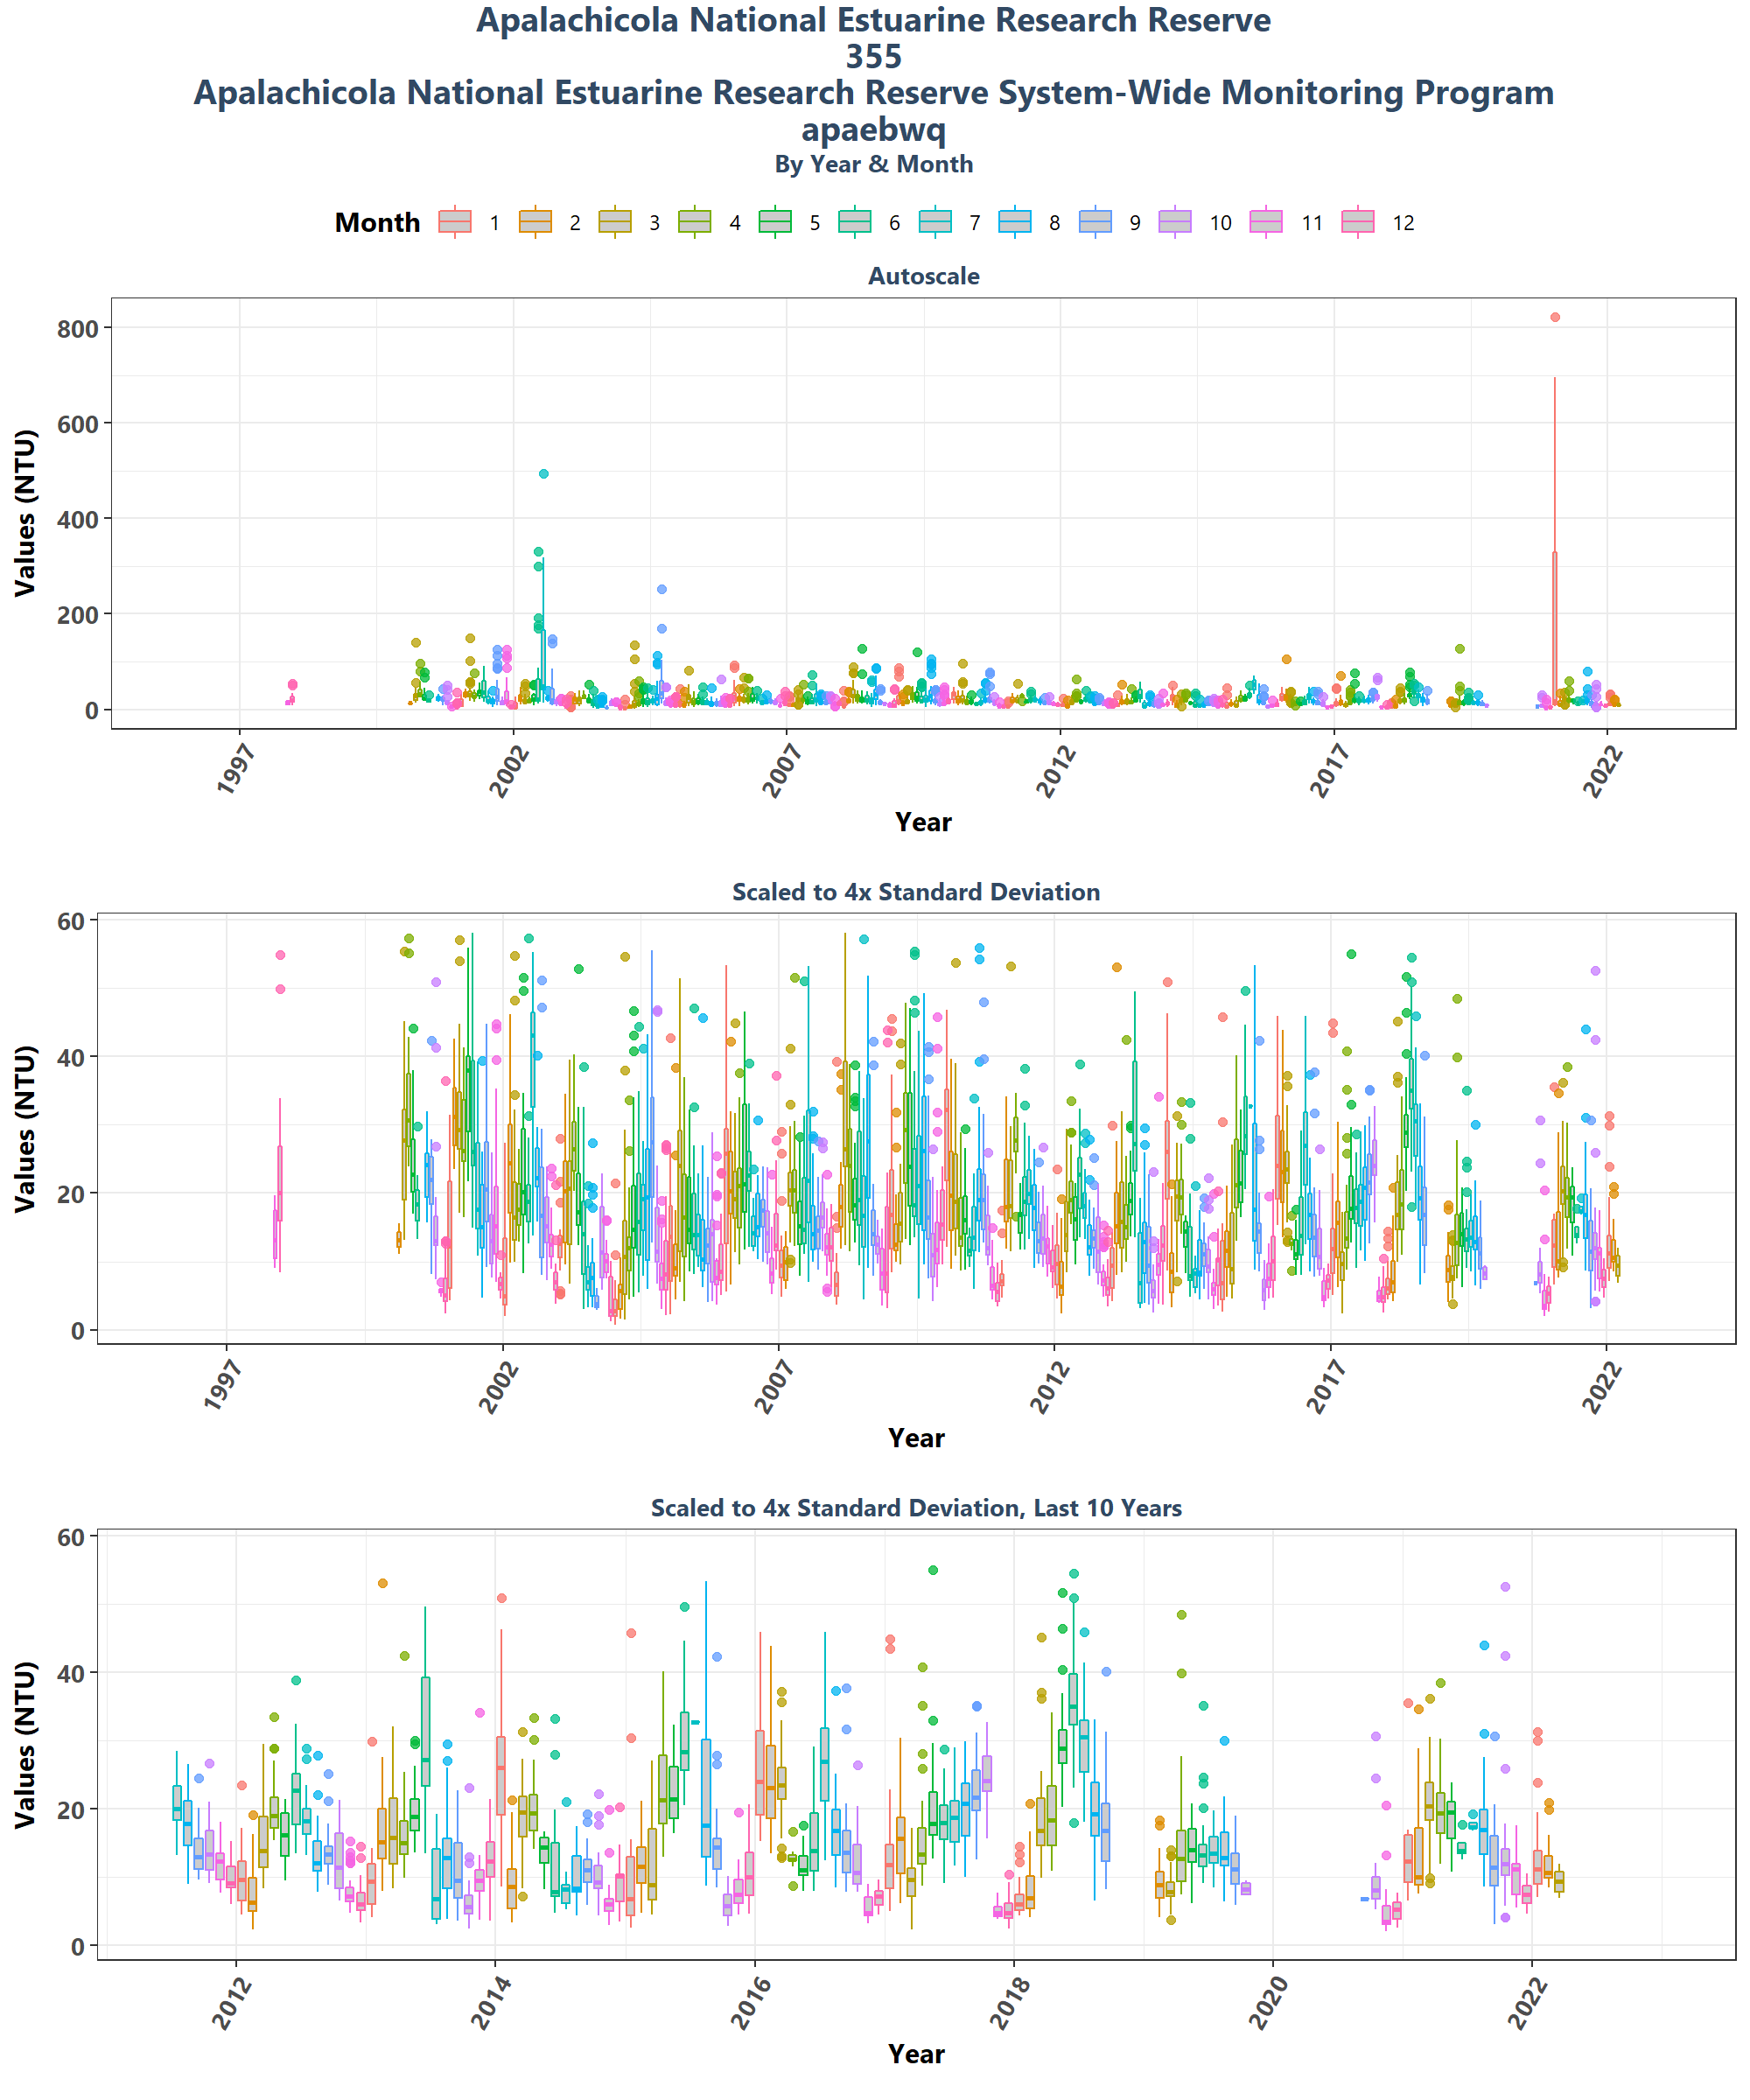 Apalachicola National Estuarine Research Reserve
355
Apalachicola National Estuarine Research Reserve System-Wide Monitoring Program
apaebwq
By Year & Month
Month 1 2 3 4 5 6 7 8 9 10 11 12
Autoscale
Values (NTU)
800
600
400
200
0
1997 2002 2007 2012 2017 2022
Year
Scaled to 4x Standard Deviation
Values (NTU)
60
40
20
0
1997 2002 2007 2012 2017 2022
Year
Scaled to 4x Standard Deviation, Last 10 Years
Values (NTU)
60
40
20
0
2012 2014 2016 2018 2020 2022
Year